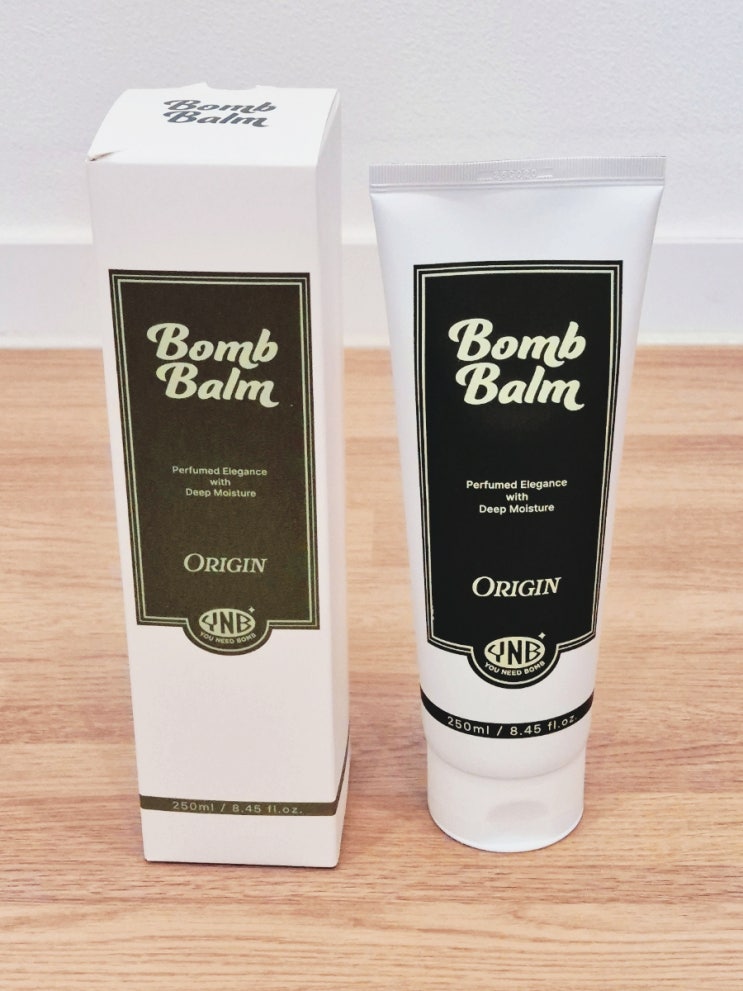 Bomb
Balm
Bomb
Balm
Perfumed Elegance
with
Deep Moisture
ORIGIN
YNB
YOU NEED BOMB
250ml / 8.45 fl.oz.
Bomb
Balm
Perfumed Elegance
with
Deep Moisture
ORIGIN
YNB
YOU NEED BOMB
250ml / 8.45 fl.oz.